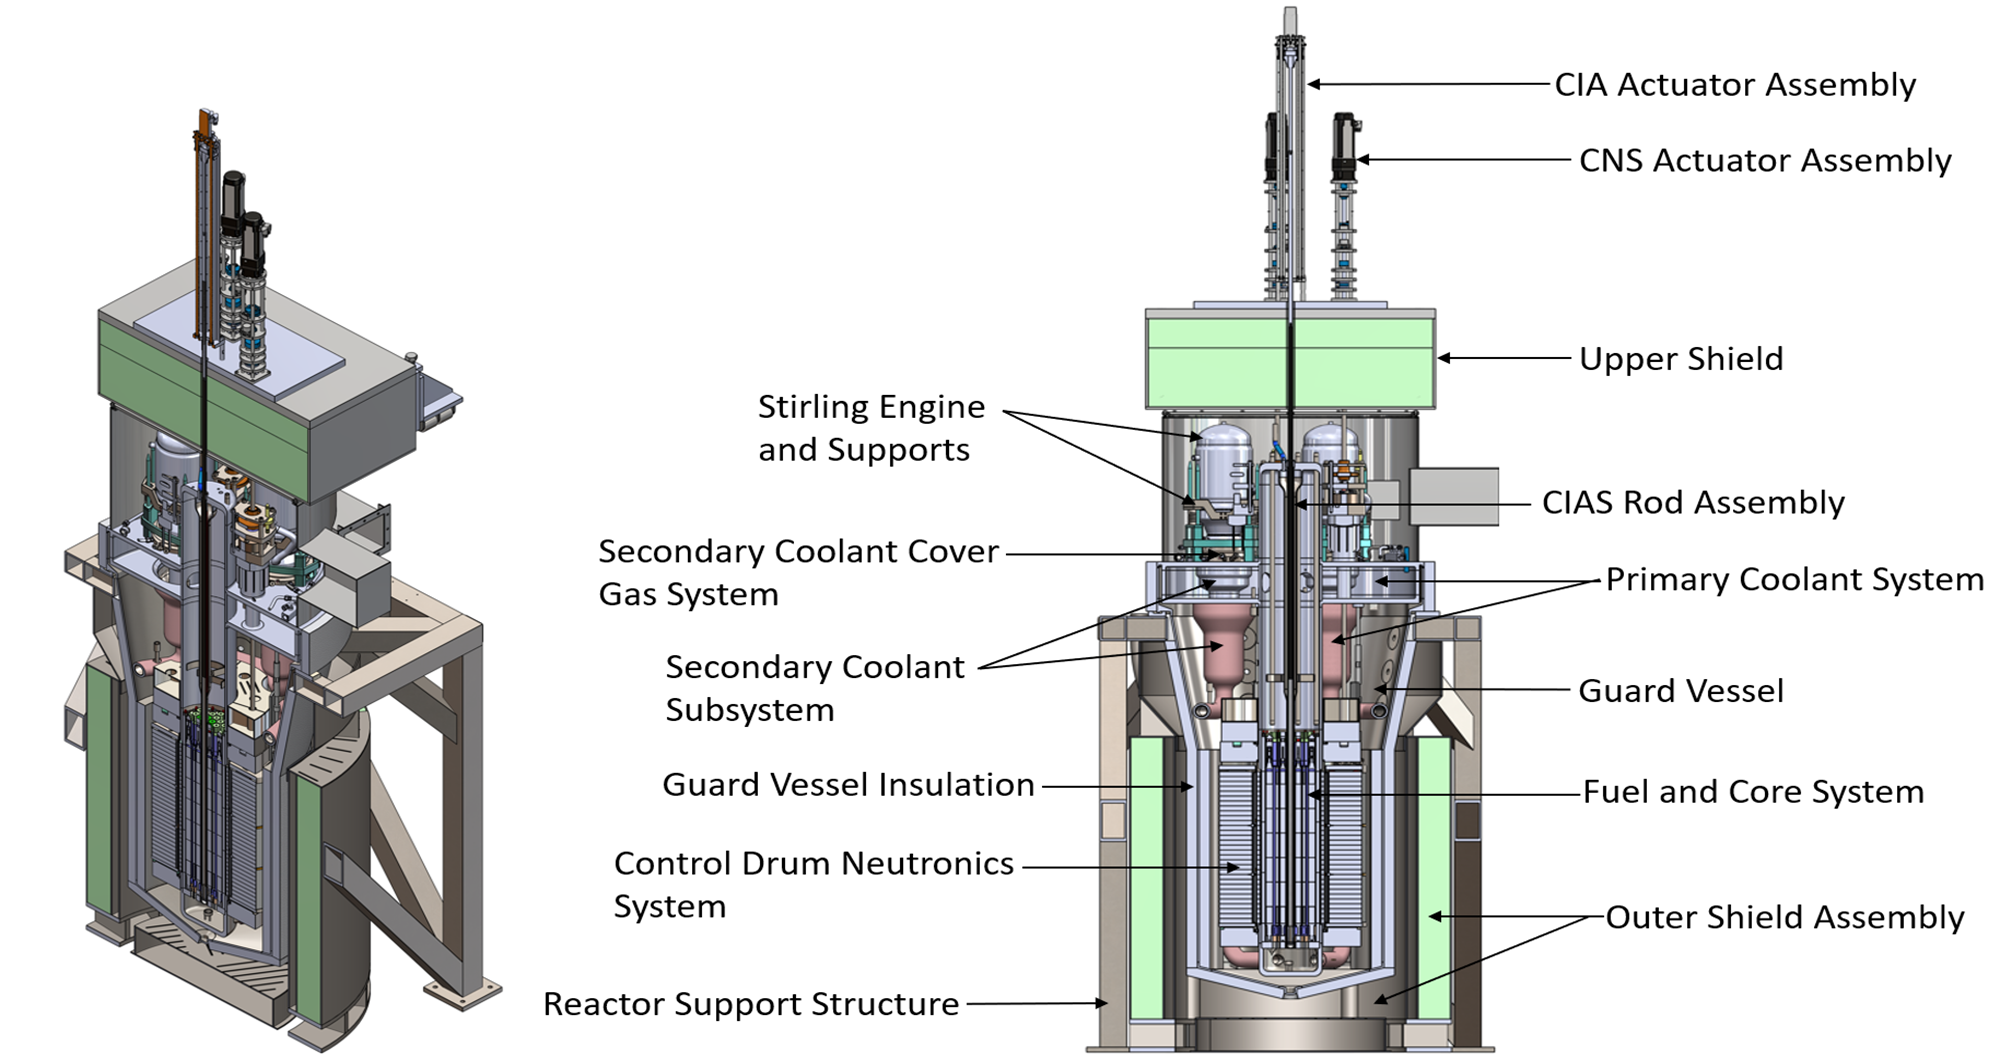 CIA Actuator Assembly
CNS Actuator Assembly
Upper Shield
Stirling Engine
and Supports
CIAS Rod Assembly
Secondary Coolant Cover
Gas System
Primary Coolant System
Secondary Coolant
Subsystem
Guard Vessel
Guard Vessel Insulation
Fuel and Core System
Control Drum Neutronics
System
Outer Shield Assembly
Reactor Support Structure